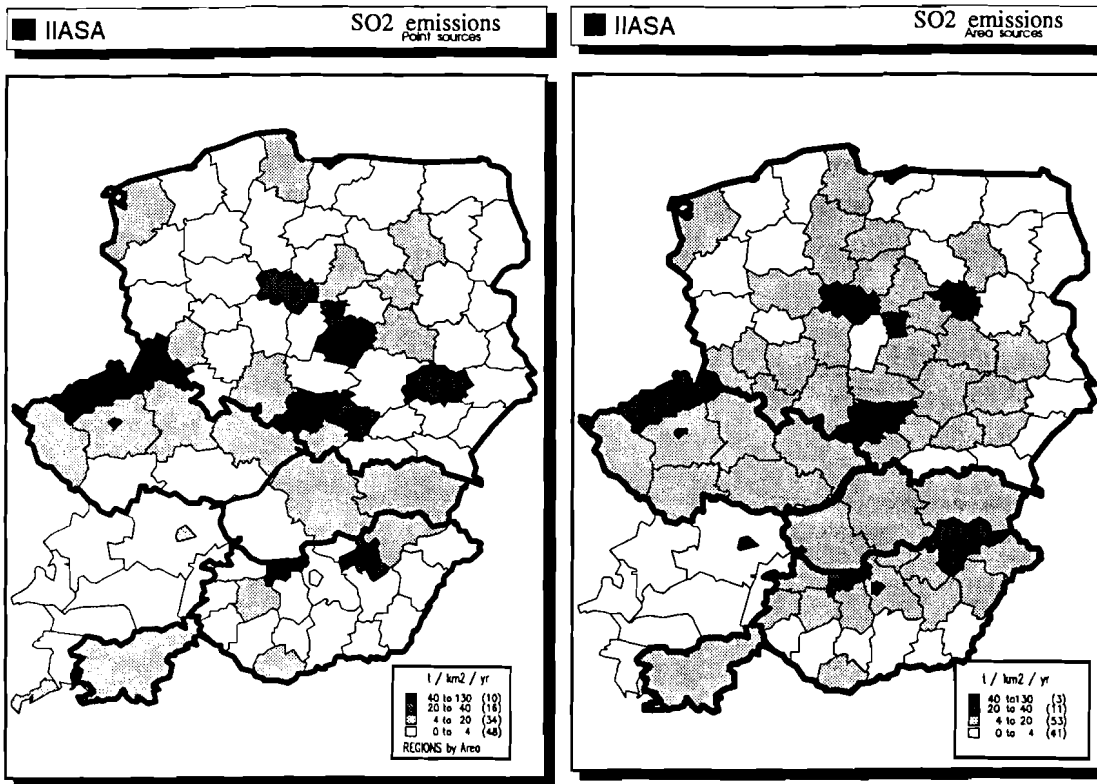 IIASA
SO2 emissions
Point sources
t / km2 / yr
40 to 130 (10)
20 to 40 (16)
4 to 20 (34)
0 to 4 (48)
REGIONS by Area
IIASA
SO2 emissions
Area sources
t / km2 / yr
40 to 130 (3)
20 to 40 (11)
4 to 20 (53)
0 to 4 (41)